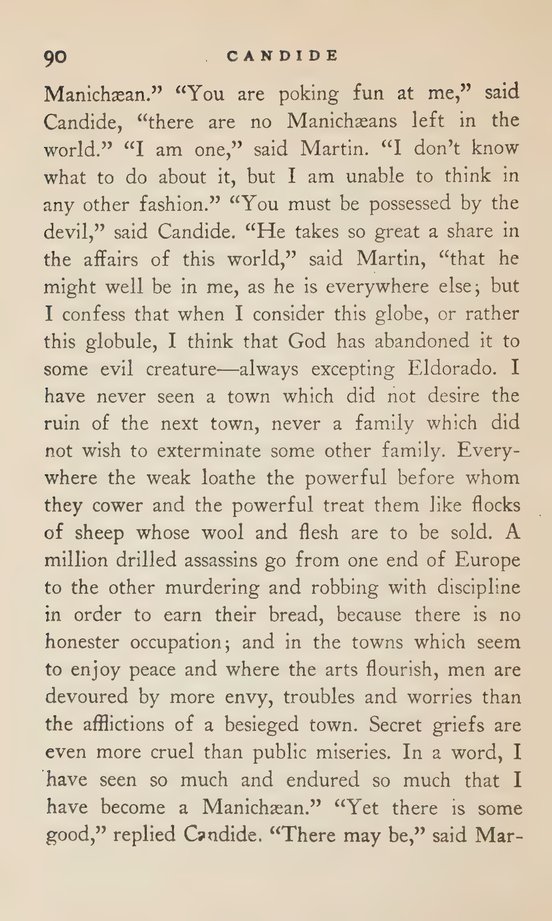 90 CANDIDE
Manichæan.” “You are poking fun at me,” said
Candide, “there are no Manichæans left in the
world.” “I am one,” said Martin. “I don’t know
what to do about it, but I am unable to think in
any other fashion.” “You must be possessed by the
devil,” said Candide. “He takes so great a share in
the affairs of this world,” said Martin, “that he
might well be in me, as he is everywhere else; but
I confess that when I consider this globe, or rather
this globule, I think that God has abandoned it to
some evil creature—always excepting Eldorado. I
have never seen a town which did not desire the
ruin of the next town, never a family which did
not wish to exterminate some other family. Every-
where the weak loathe the powerful before whom
they cower and the powerful treat them like flocks
of sheep whose wool and flesh are to be sold. A
million drilled assassins go from one end of Europe
to the other murdering and robbing with discipline
in order to earn their bread, because there is no
honester occupation; and in the towns which seem
to enjoy peace and where the arts flourish, men are
devoured by more envy, troubles and worries than
the afflictions of a besieged town. Secret griefs are
even more cruel than public miseries. In a word, I
have seen so much and endured so much that I
have become a Manichæan.” “Yet there is some
good,” replied Candide. “There may be,” said Mar-